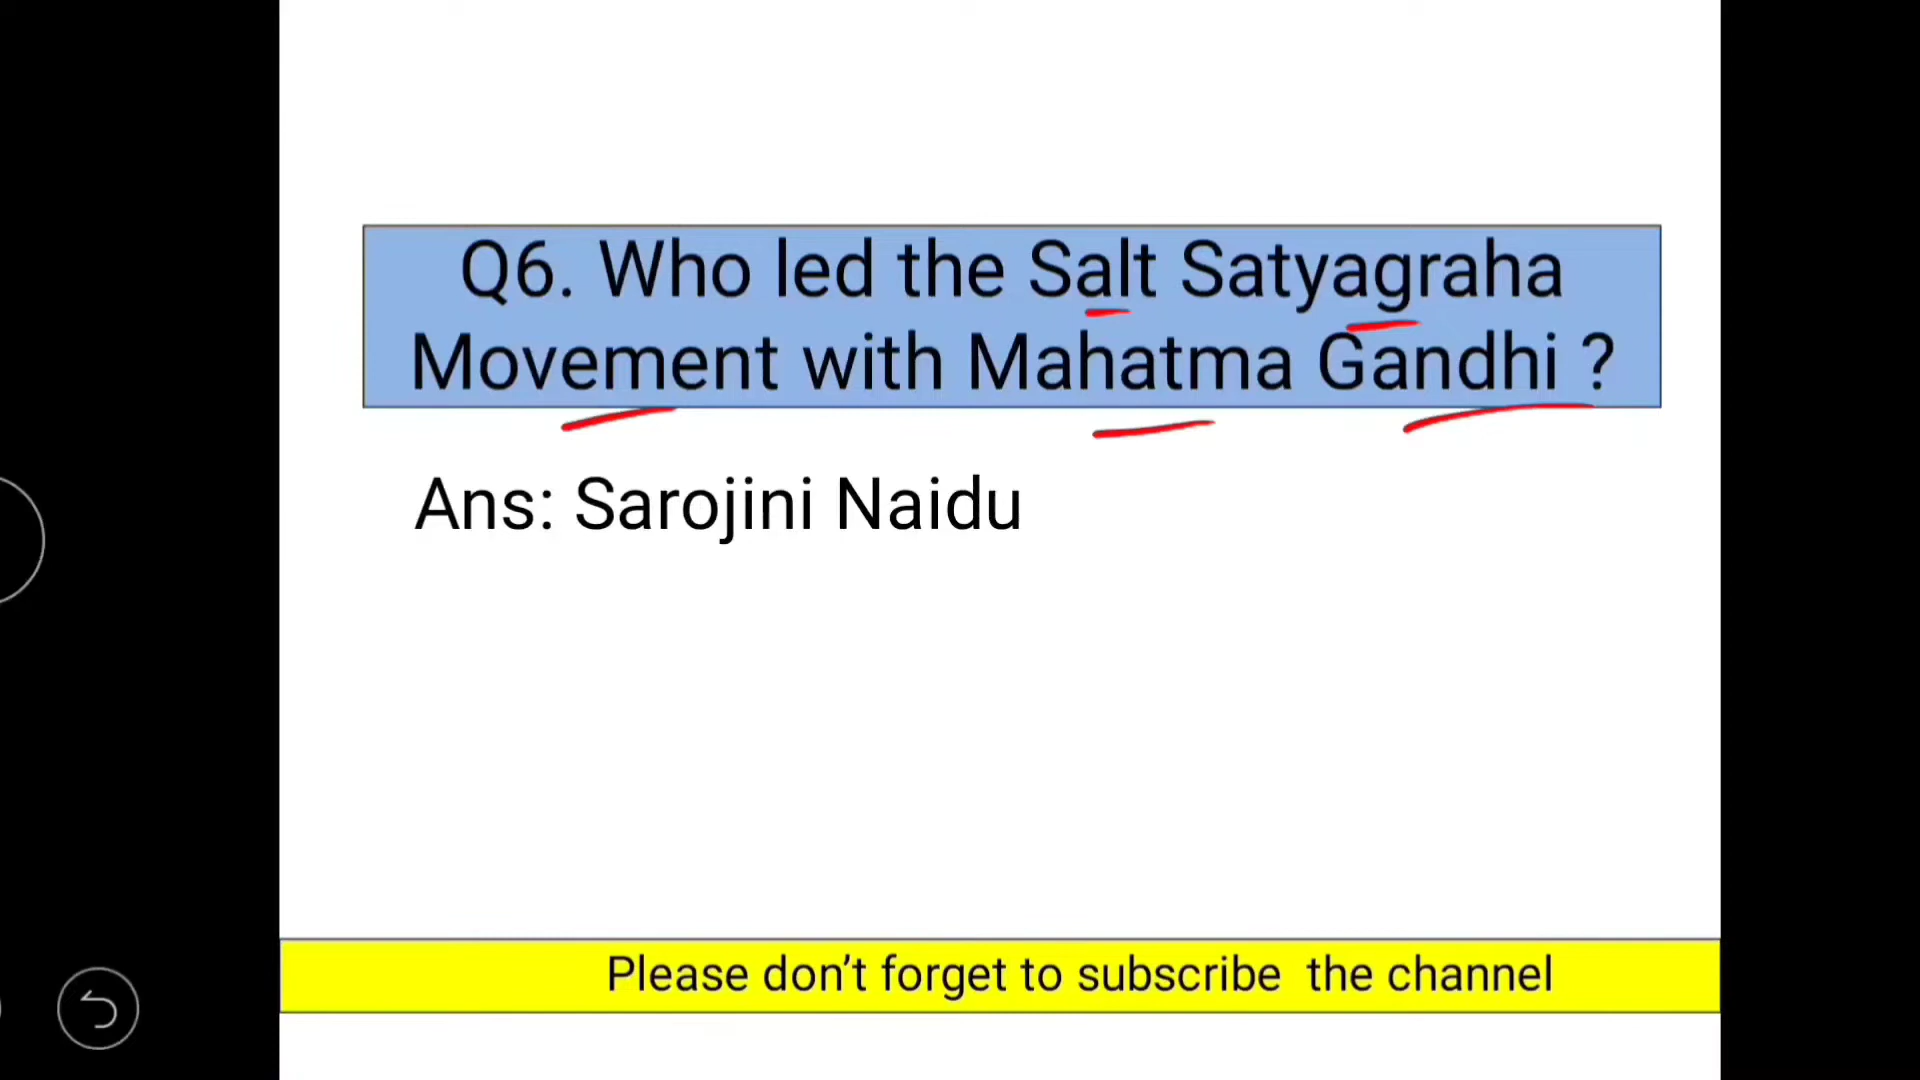 Q6. Who led the Salt Satyagraha
Movement with Mahatma Gandhi ?
Ans: Sarojini Naidu
Please don’t forget to subscribe the channel